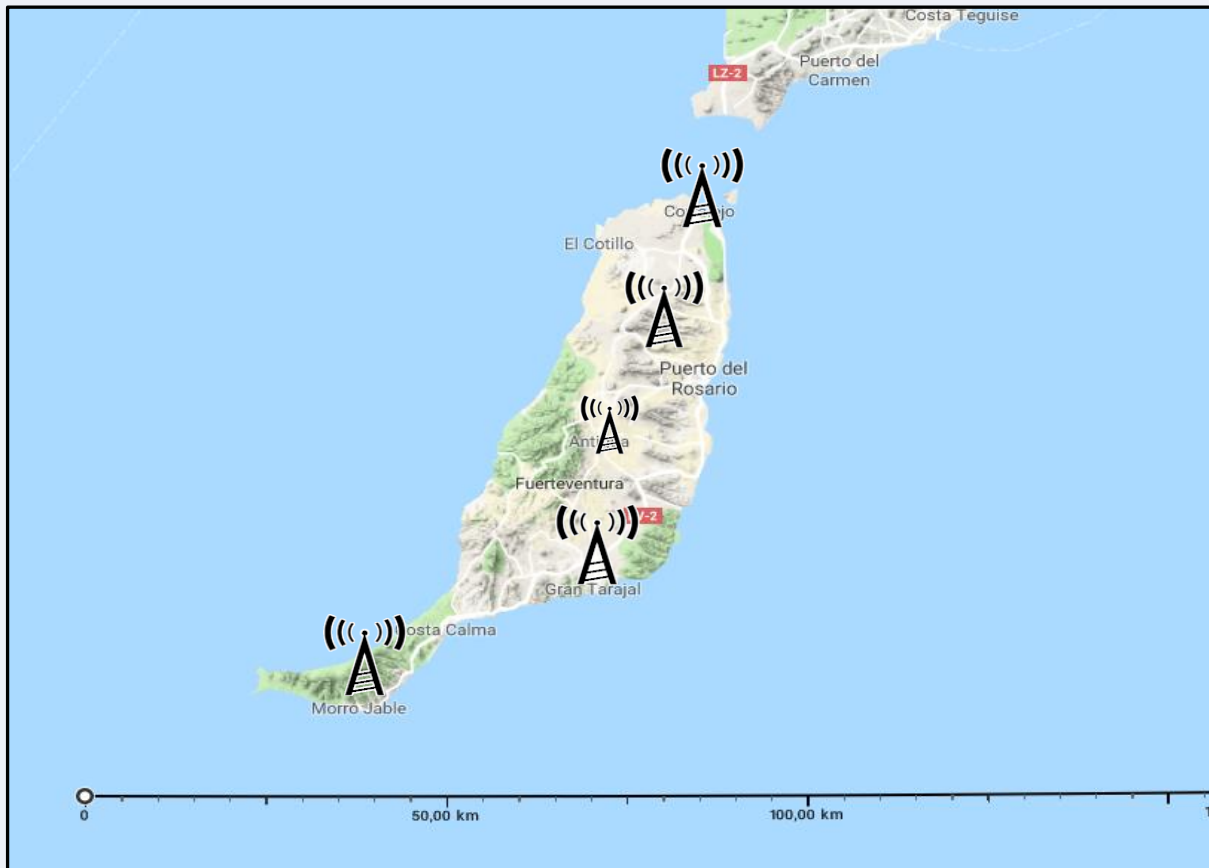 Costa Teguise
Puerto del
Carmen
LZ-2
El Cotillo
Puerto del
Rosario
Fuerteventura
Gran Tarajal
Costa Calma
Morro Jable
0
50,00 km
100,00 km